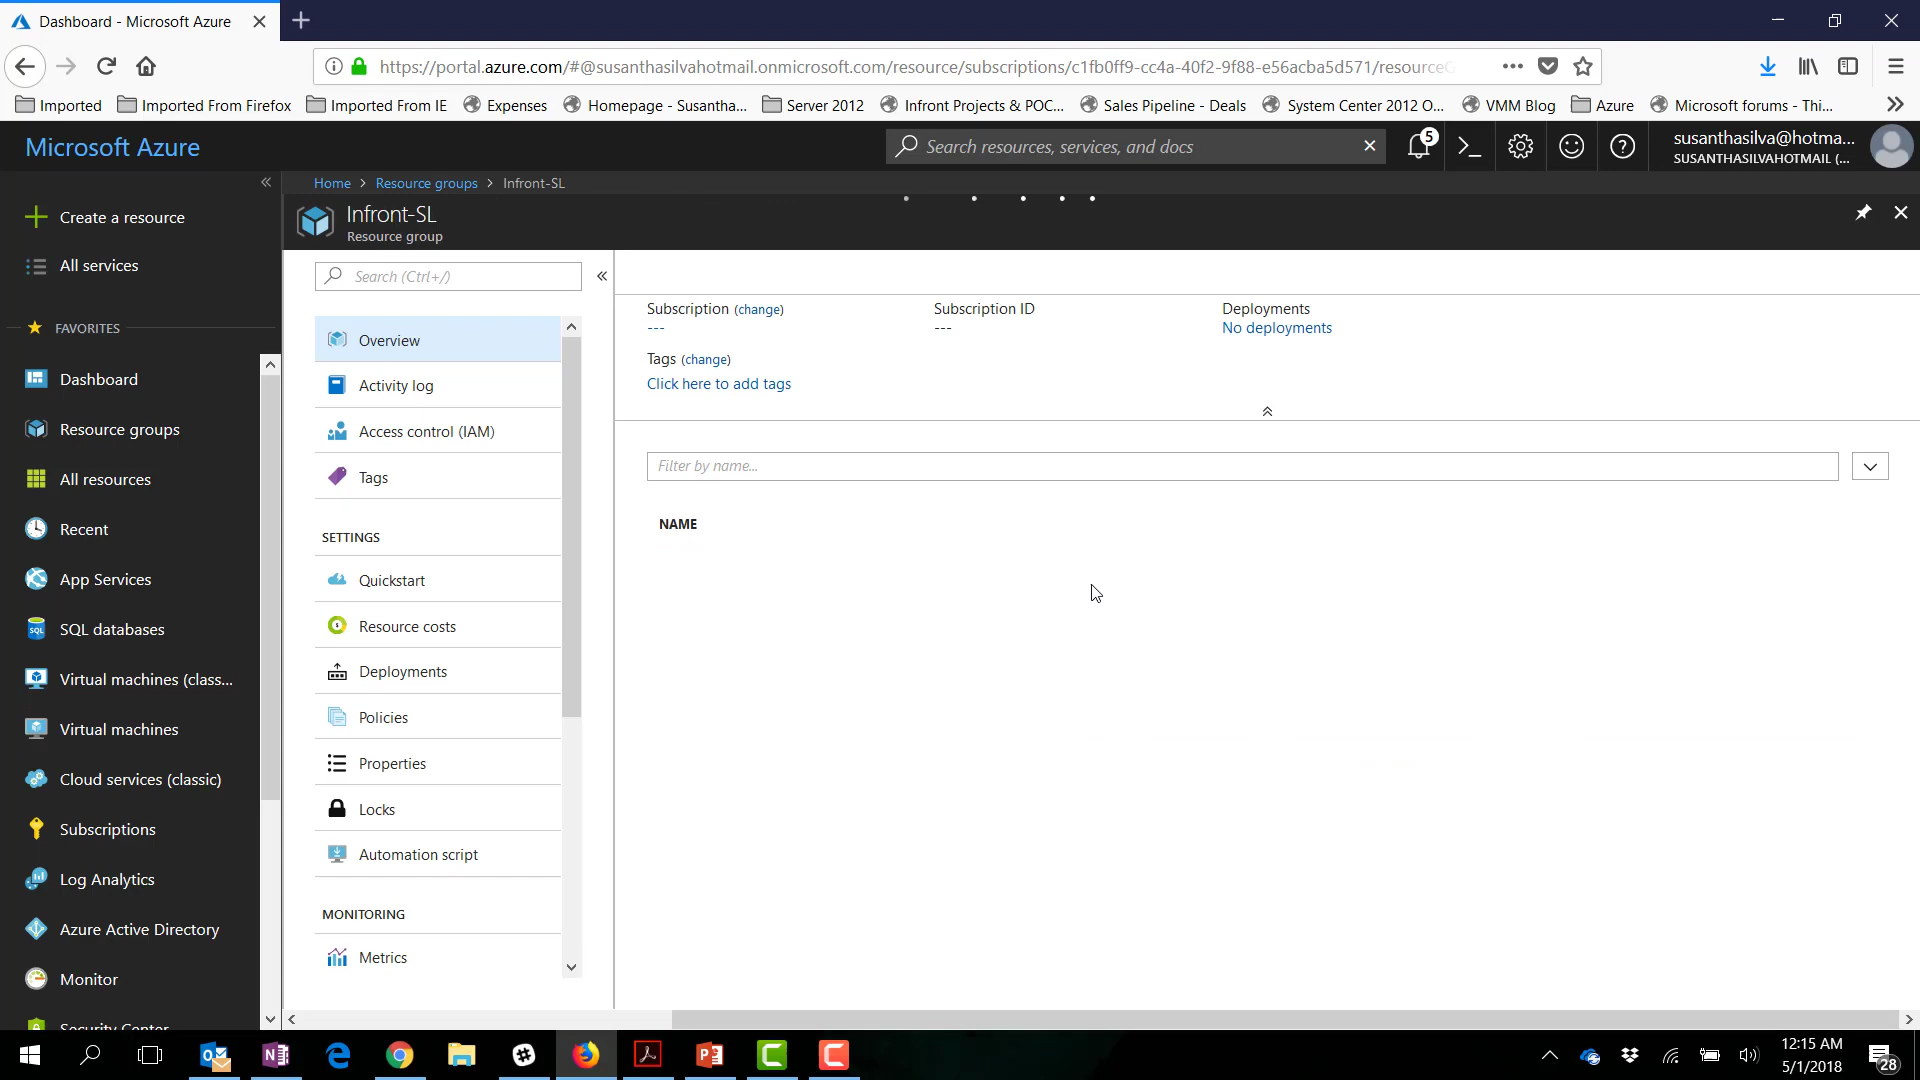 Dashboard - Microsoft Azure
https://portal.azure.com/#@susanthasilvahotmail.onmicrosoft.com/resource/subscriptions/c1fb0ff9-cc4a-40f2-9f88-e56acba5d571/resource
Imported
Imported From Firefox
Imported From IE
Expenses
Homepage - Susantha...
Server 2012
Infront Projects & POC...
Sales Pipeline - Deals
System Center 2012 O...
VMM Blog
Azure
Microsoft forums - Thi...
Microsoft Azure
Search resources, services, and docs
5
susanthasilva@hotma...
SUSANTHASILVAHOTMAIL (...
Home > Resource groups > Infront-SL
Create a resource
All services
FAVORITES
Dashboard
Resource groups
All resources
Recent
App Services
SQL databases
Virtual machines (class...
Virtual machines
Cloud services (classic)
Subscriptions
Log Analytics
Azure Active Directory
Monitor
Security Center
Infront-SL
Resource group
Search (Ctrl+/)
Overview
Activity log
Access control (IAM)
Tags
SETTINGS
Quickstart
Resource costs
Deployments
Policies
Properties
Locks
Automation script
MONITORING
Metrics
Subscription (change)
---
Subscription ID
---
Deployments
No deployments
Tags (change)
Click here to add tags
Filter by name...
NAME
12:15 AM
5/1/2018
28